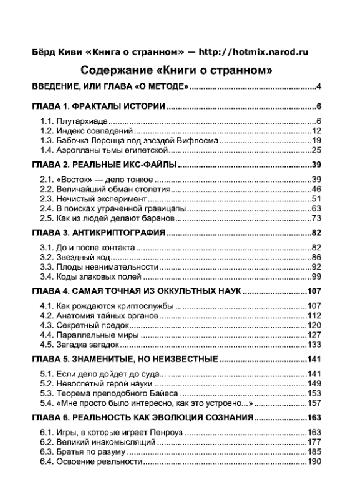 Бёрд Киви «Книга о странном» — http://hotmix.narod.ru
Содержание «Книги о странном»
ВВЕДЕНИЕ, ИЛИ ГЛАВА «О МЕТОДЕ».....4
ГЛАВА 1. ФРАКТАЛЫ ИСТОРИИ.....6
1.1. Плутархиада.....6
1.2. Индекс совпадений.....12
1.3. Бабочка Лоренца под звездой Вифлеема.....19
1.4. Аэропланы тьмы египетской.....25
ГЛАВА 2. РЕАЛЬНЫЕ ИКС-ФАЙЛЫ.....39
2.1. «Восток» — дело тонкое.....39
2.2. Величайший обман столетия.....46
2.3. Нечистый эксперимент.....51
2.4. В поисках утраченной гравицапы.....63
2.5. Как из людей делают баранов.....73
ГЛАВА 3. АНТИКРИПТОГРАФИЯ.....82
3.1. До и после контакта.....82
3.2. Звездный код.....86
3.3. Плоды невнимательности.....92
3.4. Коды злаковых полей.....99
ГЛАВА 4. САМАЯ ТОЧНАЯ ИЗ ОККУЛЬТНЫХ НАУК.....107
4.1. Как рождаются криптослужбы.....107
4.2. Анатомия тайных органов.....112
4.3. Секретный предок.....120
4.4. Параллельные миры.....127
4.5. Загадка загадок.....133
ГЛАВА 5. ЗНАМЕНИТЫЕ, НО НЕИЗВЕСТНЫЕ.....141
5.1. Если дело дойдет до суда.....141
5.2. Невоспетый герой науки.....149
5.3. Теорема преподобного Байеса.....153
5.4. «Мне просто было интересно, как это устроено...».....157
ГЛАВА 6. РЕАЛЬНОСТЬ КАК ЭВОЛЮЦИЯ СОЗНАНИЯ.....163
6.1. Игры, в которые играет Пенроуз.....163
6.2. Великий инакомыслящий.....177
6.3. Братья по разуму.....185
6.4. Освоение реальности.....190